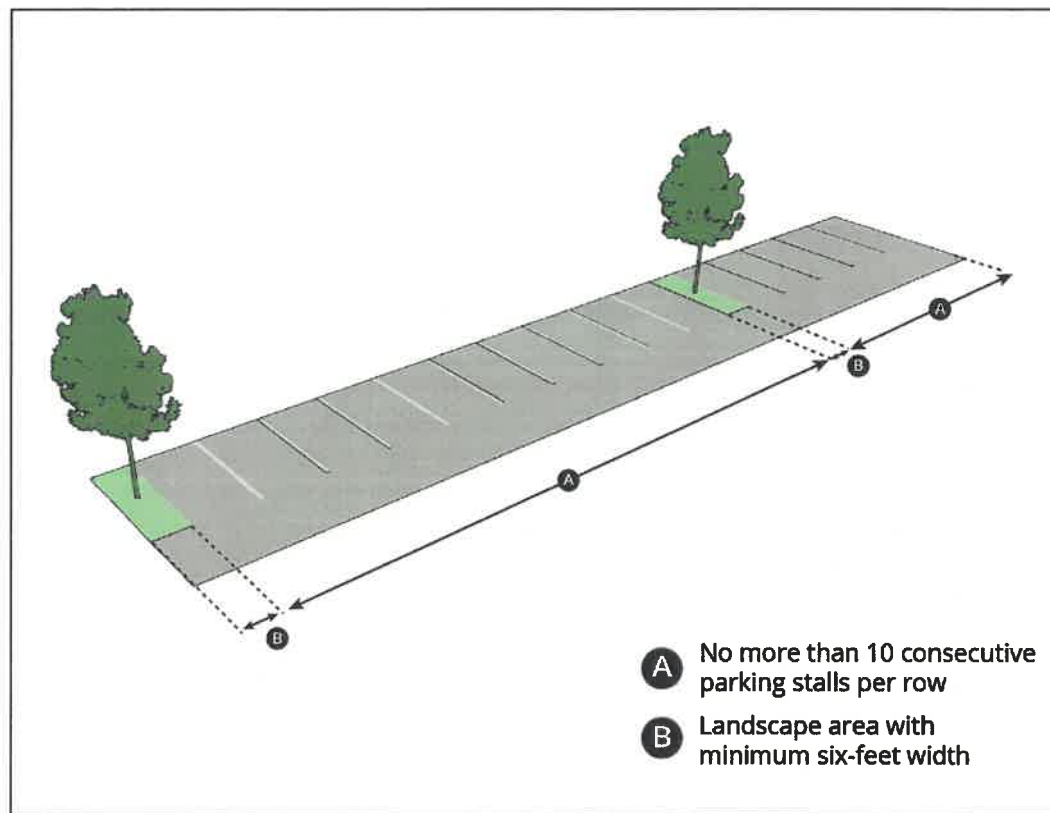 A
B
A
B
A No more than 10 consecutive
parking stalls per row
B Landscape area with
minimum six-feet width